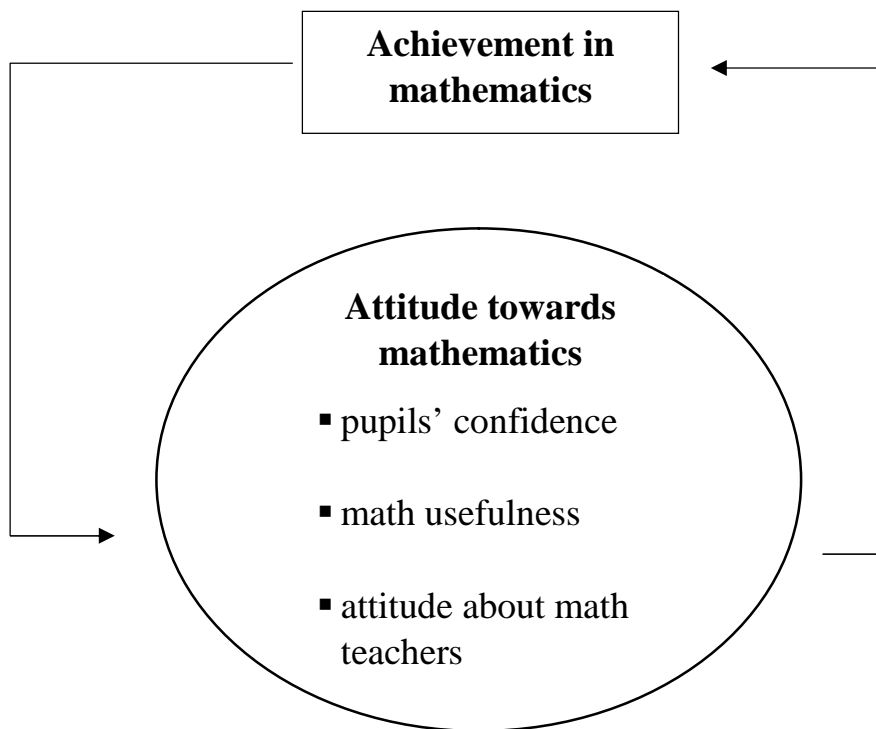 Achievement in
mathematics
Attitude towards
mathematics
▪ pupils’ confidence
▪ math usefulness
▪ attitude about math
teachers